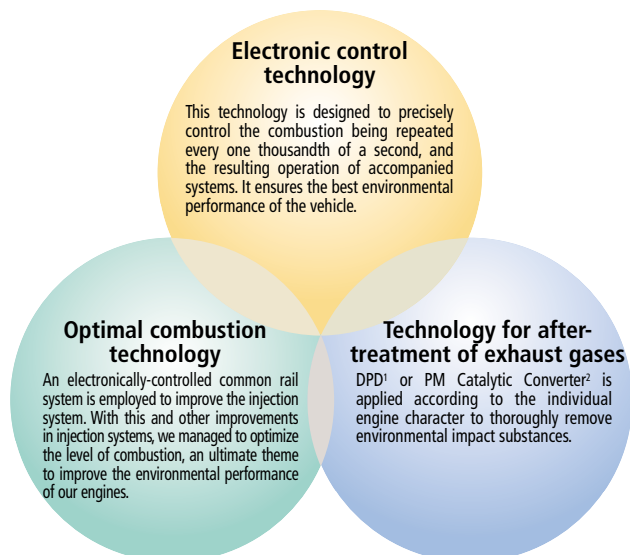 Electronic control
technology
This technology is designed to precisely
control the combustion being repeated
every one thousandth of a second, and
the resulting operation of accompanied
systems. It ensures the best environmental
performance of the vehicle.
Optimal combustion
technology
An electronically-controlled common rail
system is employed to improve the injection
system. With this and other improvements
in injection systems, we managed to optimize
the level of combustion, an ultimate theme
to improve the environmental performance
of our engines.
Technology for after-
treatment of exhaust gases
DPD¹ or PM Catalytic Converter² is
applied according to the individual
engine character to thoroughly remove
environmental impact substances.